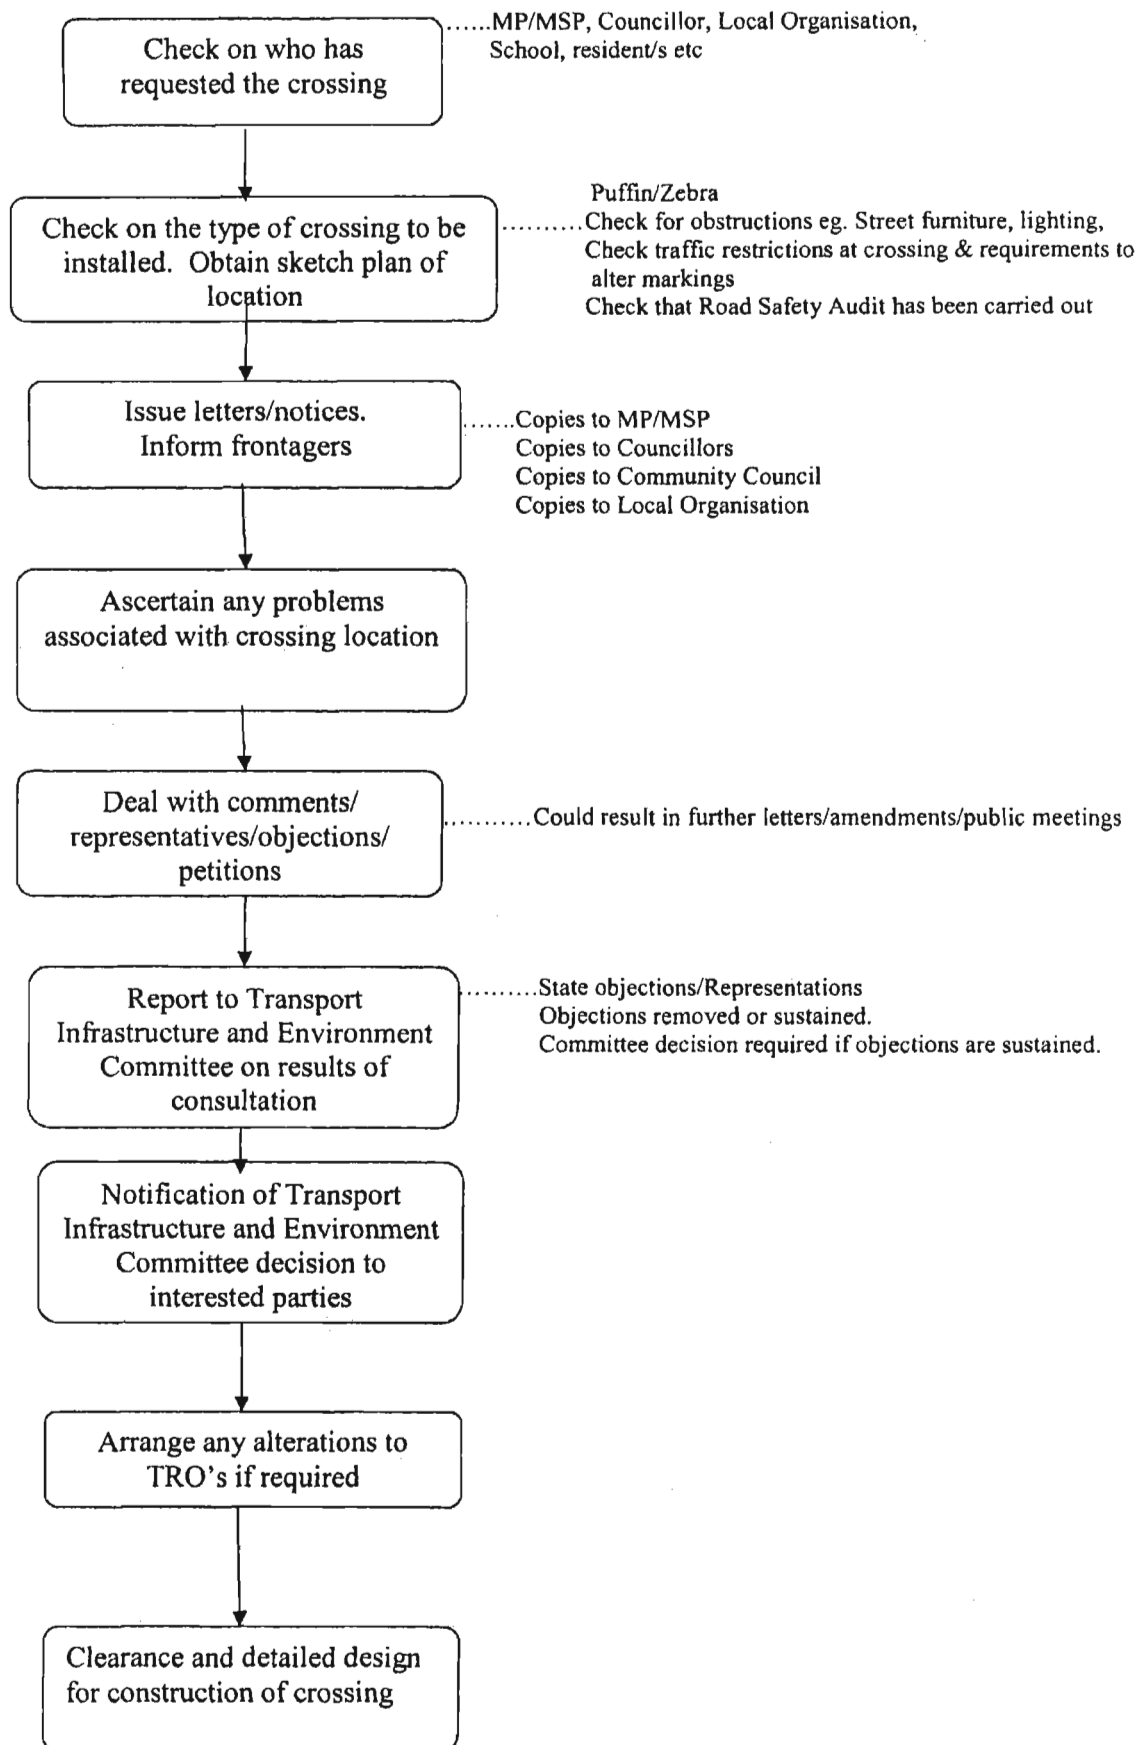 Check on who has
requested the crossing
......MP/MSP, Councillor, Local Organisation,
School, resident/s etc
Check on the type of crossing to be
installed. Obtain sketch plan of
location
Puffin/Zebra
..........Check for obstructions eg. Street furniture, lighting,
Check traffic restrictions at crossing & requirements to
alter markings
Check that Road Safety Audit has been carried out
Issue letters/notices.
Inform frontagers
.......Copies to MP/MSP
Copies to Councillors
Copies to Community Council
Copies to Local Organisation
Ascertain any problems
associated with crossing location
Deal with comments/
representatives/objections/
petitions
...........Could result in further letters/amendments/public meetings
Report to Transport
Infrastructure and Environment
Committee on results of
consultation
..........State objections/Representations
Objections removed or sustained.
Committee decision required if objections are sustained.
Notification of Transport
Infrastructure and Environment
Committee decision to
interested parties
Arrange any alterations to
TRO's if required
Clearance and detailed design
for construction of crossing